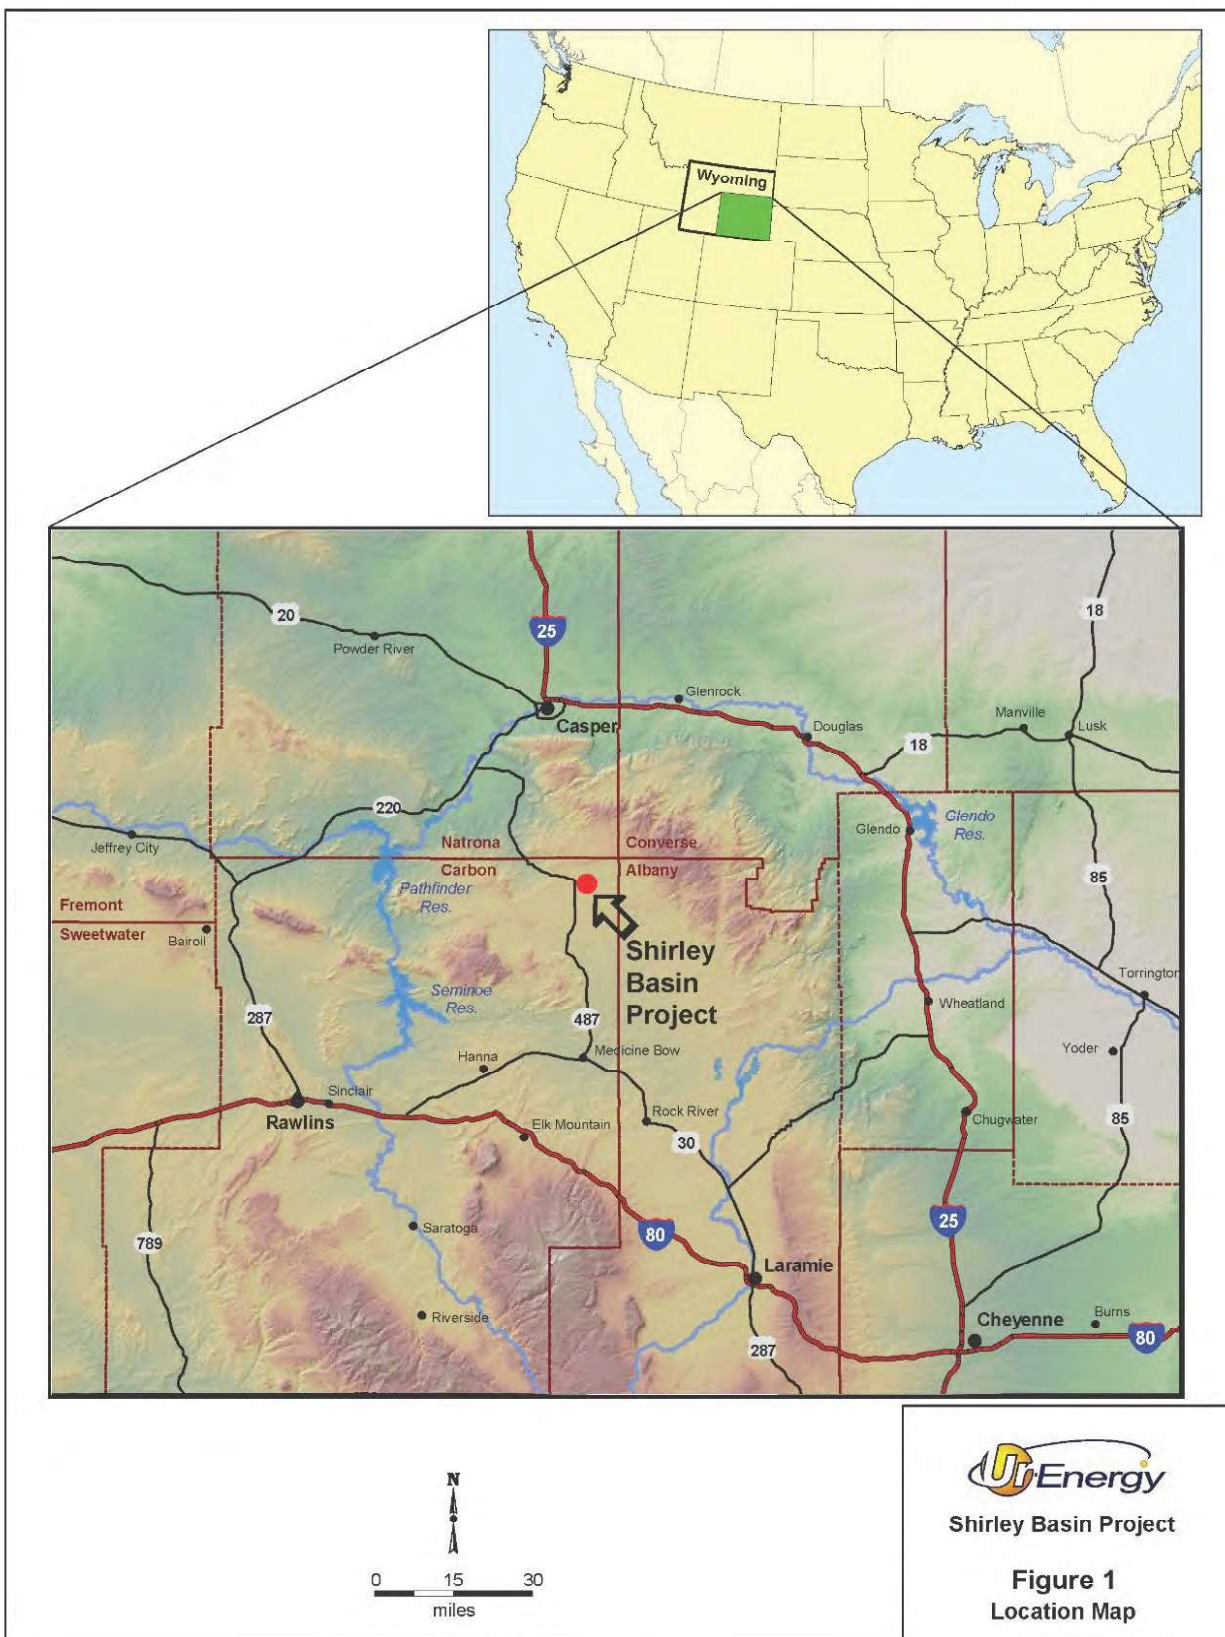 Wyoming
20
Powder River
25
18
Casper
Glenrock
Douglas
Manville
Lusk
18
220
Jeffrey City
Natrona
Converse
Glendo
Glendo
Res.
Carbon
Albany
Pathfinder
Res.
85
Fremont
Sweetwater
Bairoil
Shirley
Basin
Project
Seminoe
Res.
Torrington
287
487
Wheatland
Hanna
Medicine Bow
Yoder
Sinclair
Rawlins
Elk Mountain
Rock River
30
Chugwater
85
Saratoga
789
80
25
Laramie
Riverside
Cheyenne
Burns
287
80
N
0 15 30
miles
Ur-Energy
Shirley Basin Project
Figure 1
Location Map